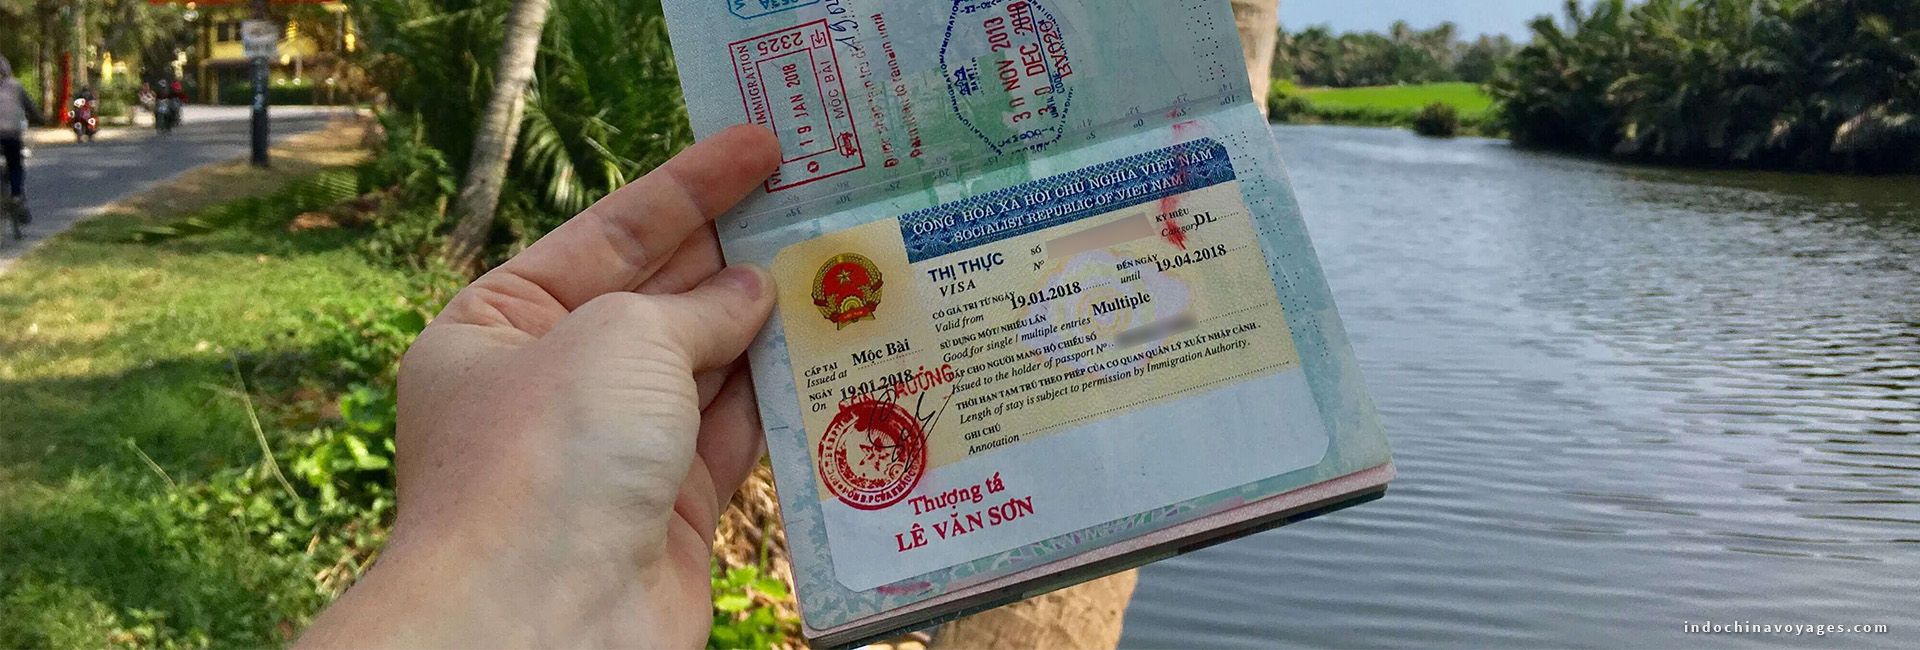 IMMIGRATION
2325
19 JAN 2018
MỘC BÀI
30 NOV 2013
30 DEC 2018
CỘNG HÒA XÃ HỘI CHỦ NGHĨA VIỆT NAM
SOCIALIST REPUBLIC OF VIET NAM
THỊ THỰC
VISA
SỐ
Nº
KÝ HIỆU
Category DL
CÓ GIÁ TRỊ TỪ NGÀY 19.01.2018 ĐẾN NGÀY 19.04.2018
Valid from until
SỬ DỤNG MỘT/ NHIỀU LẦN
Good for single / multiple entries Multiple
CẤP CHO NGƯỜI MANG HỘ CHIẾU SỐ
Issued to the holder of passport Nº
THỜI HẠN TẠM TRÚ THEO PHÉP CỦA CƠ QUAN QUẢN LÝ XUẤT NHẬP CẢNH.
Length of stay is subject to permission by Immigration Authority.
GHI CHÚ
Annotation
CẤP TẠI Mộc Bài
Issued at
NGÀY 19.01.2018
On
Thượng tá
LÊ VĂN SƠN
indochinavoyages.com